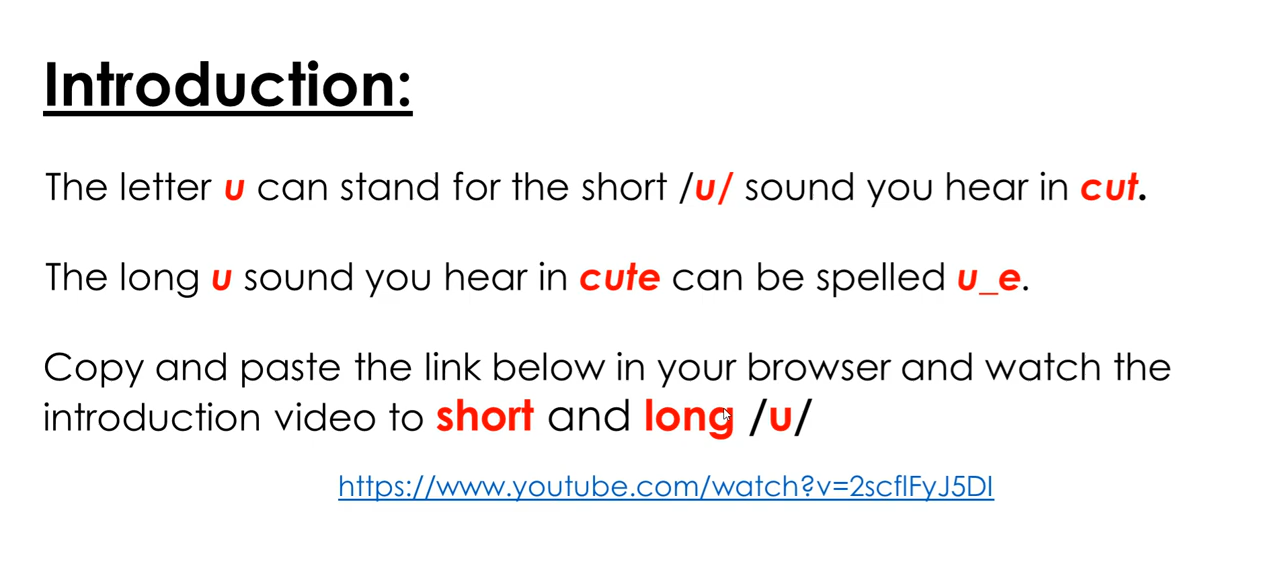 Introduction:
The letter u can stand for the short /u/ sound you hear in cut.
The long u sound you hear in cute can be spelled u_e.
Copy and paste the link below in your browser and watch the
introduction video to short and long /u/
https://www.youtube.com/watch?v=2scflFyJ5DI